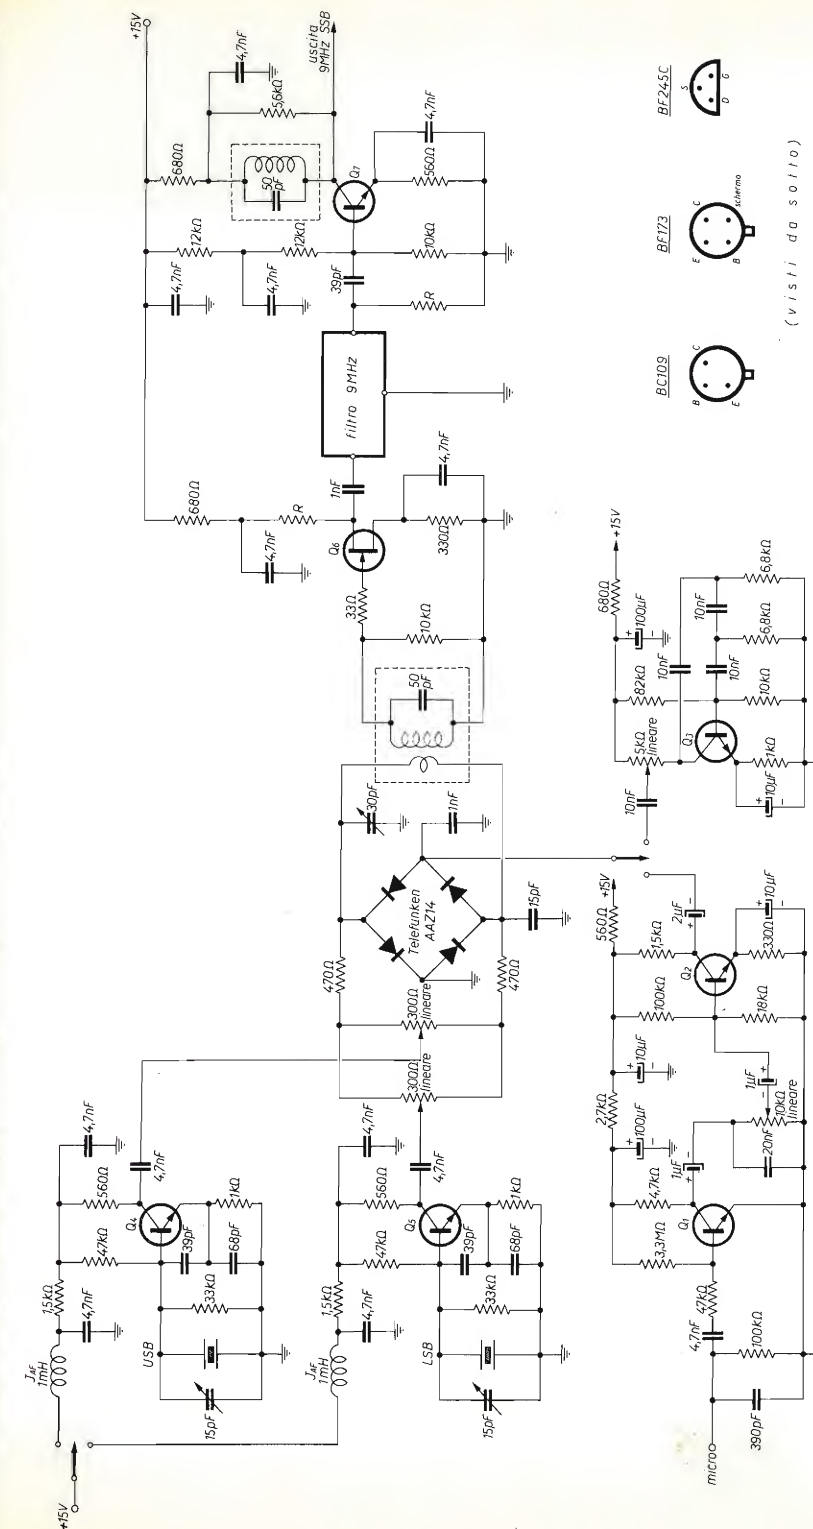 +15V
JAF
1mH
1,5kΩ
4,7nF
47kΩ
560Ω
4,7nF
Q4
4,7nF
39pF
1kΩ
68pF
33kΩ
USB
15pF
JAF
1mH
1,5kΩ
4,7nF
47kΩ
560Ω
4,7nF
Q5
4,7nF
39pF
1kΩ
68pF
33kΩ
LSB
15pF
300Ω
lineare
300Ω
lineare
470Ω
470Ω
Telefunken
AAZ14
30pF
1nF
15pF
50
pF
10kΩ
33Ω
Q6
330Ω
4,7nF
680Ω
4,7nF
R
1nF
filtro 9MHz
R
39pF
4,7nF
12kΩ
4,7nF
12kΩ
10kΩ
680Ω
50
pF
Q7
560Ω
4,7nF
5,6kΩ
4,7nF
+15V
uscita
9MHz SSB
micro
390pF
100kΩ
4,7nF
47kΩ
3,3MΩ
4,7kΩ
Q1
1µF
+
–
20nF
10kΩ
lineare
1µF
–
+
2,7kΩ
100µF
+
–
10µF
+
–
100kΩ
18kΩ
1,5kΩ
Q2
330Ω
10µF
+
–
2µF
+
–
560Ω
+15V
10nF
5kΩ
lineare
82kΩ
Q3
1kΩ
10µF
+
–
10kΩ
10nF
10nF
10nF
6,8kΩ
6,8kΩ
100µF
+
–
680Ω
+15V
BC109
B
C
E
BF173
E
C
B
schermo
BF245C
S
D
G
(visti da sotto)